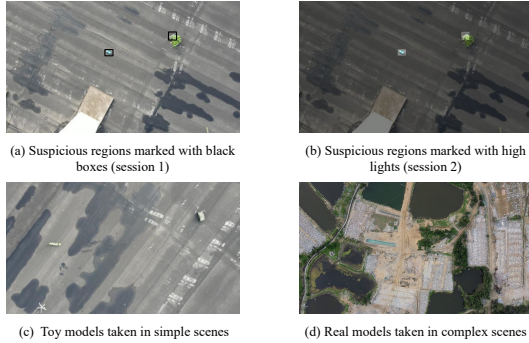 (a) Suspicious regions marked with black
boxes (session 1)
(b) Suspicious regions marked with high
lights (session 2)
(c) Toy models taken in simple scenes
(d) Real models taken in complex scenes